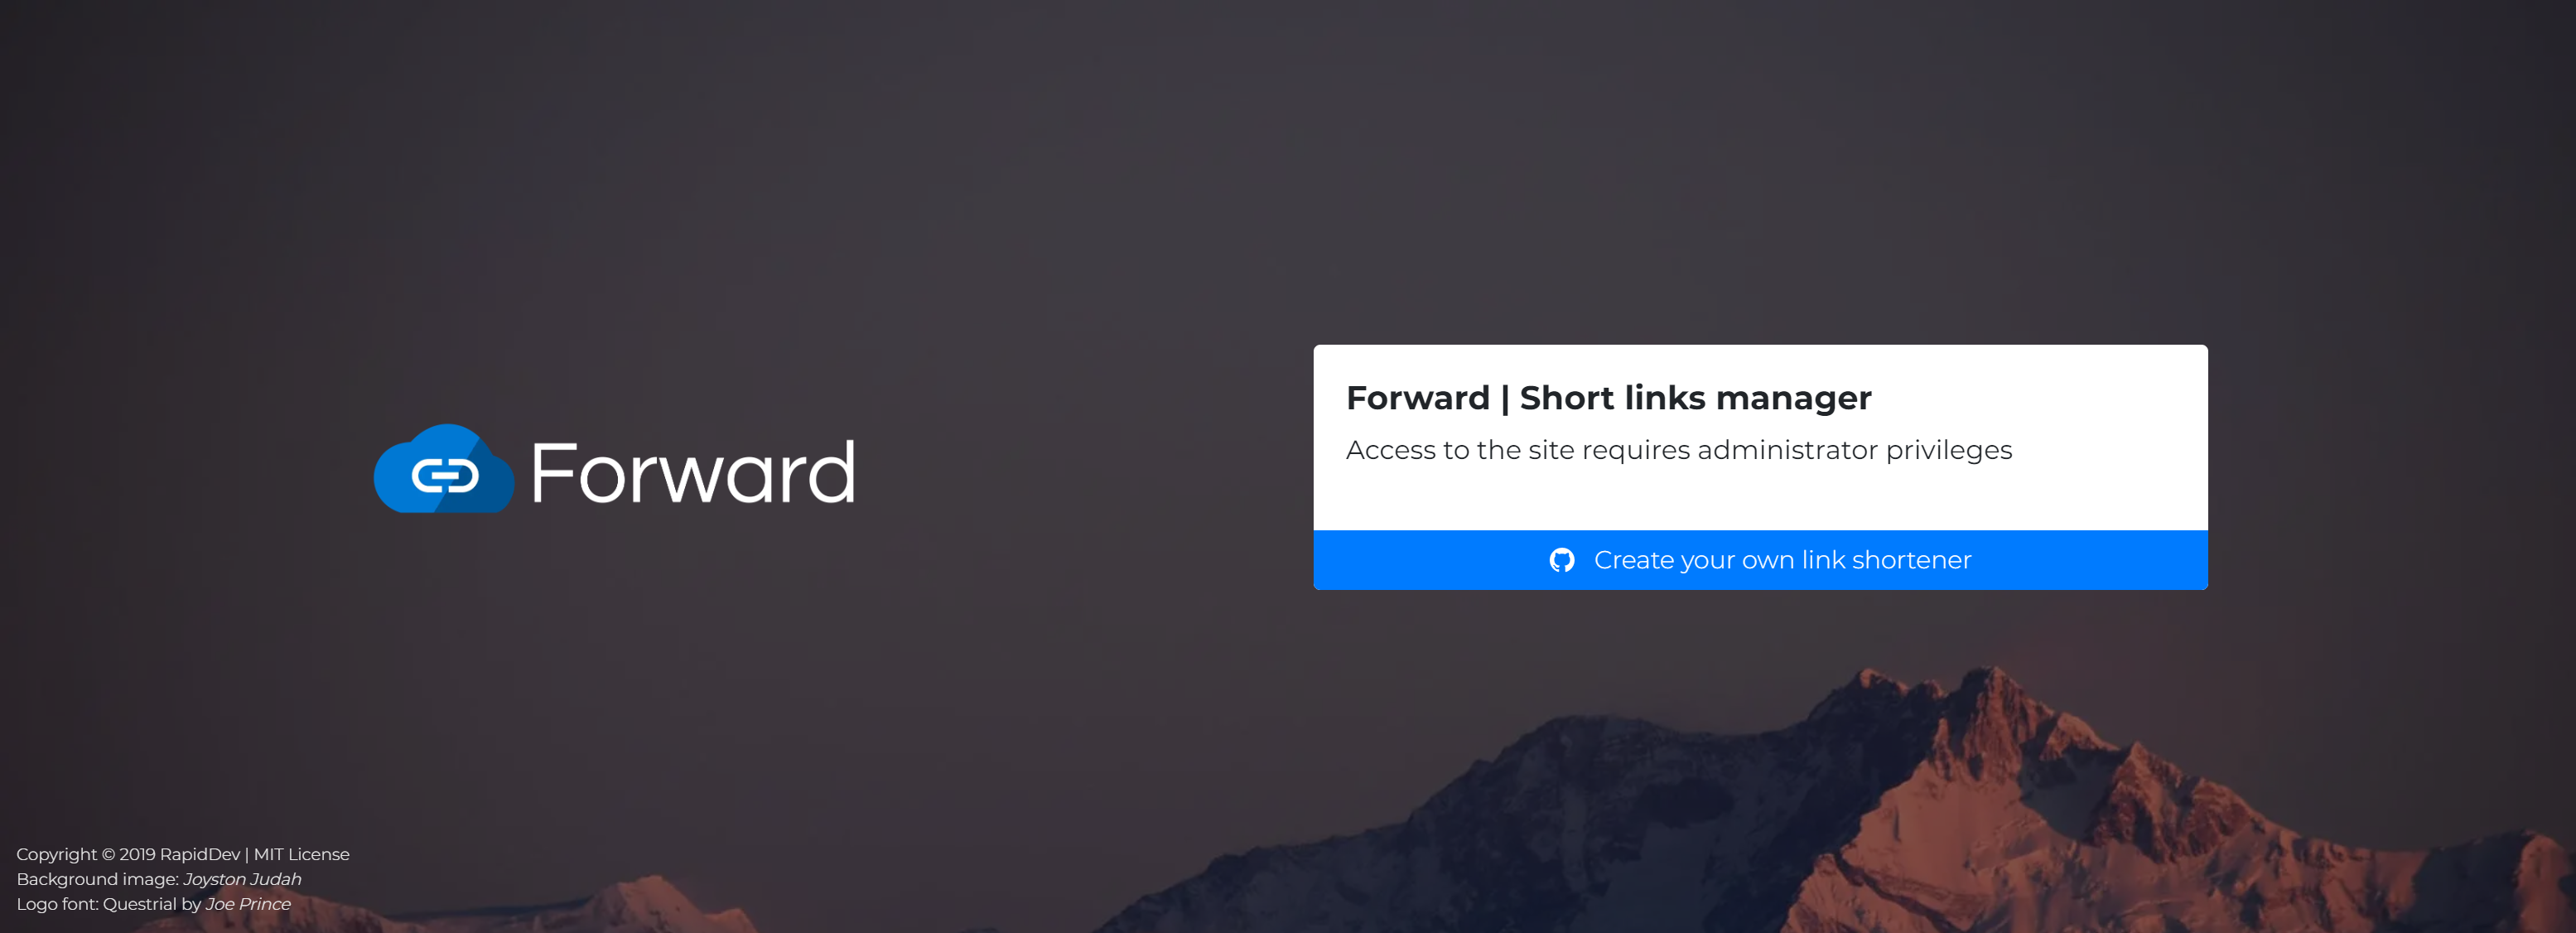 Forward
Forward | Short links manager
Access to the site requires administrator privileges
Create your own link shortener
Copyright © 2019 RapidDev | MIT License
Background image: Joyston Judah
Logo font: Questrial by Joe Prince